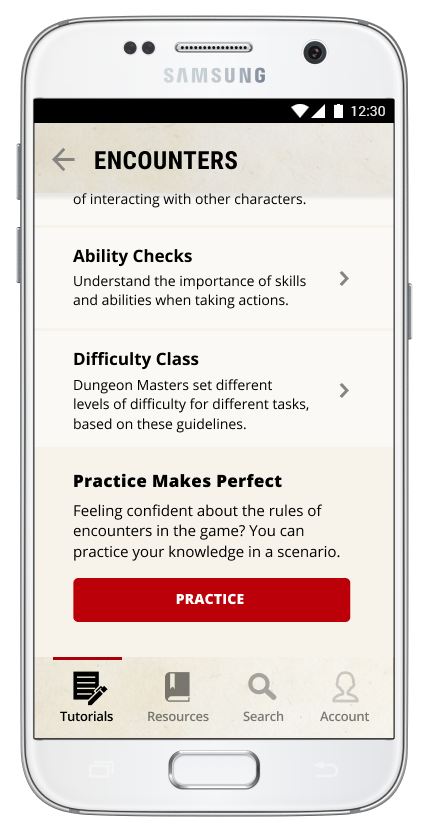 SAMSUNG
12:30
ENCOUNTERS
of interacting with other characters.
Ability Checks
Understand the importance of skills
and abilities when taking actions.
Difficulty Class
Dungeon Masters set different
levels of difficulty for different tasks,
based on these guidelines.
Practice Makes Perfect
Feeling confident about the rules of
encounters in the game? You can
practice your knowledge in a scenario.
PRACTICE
Tutorials Resources Search Account